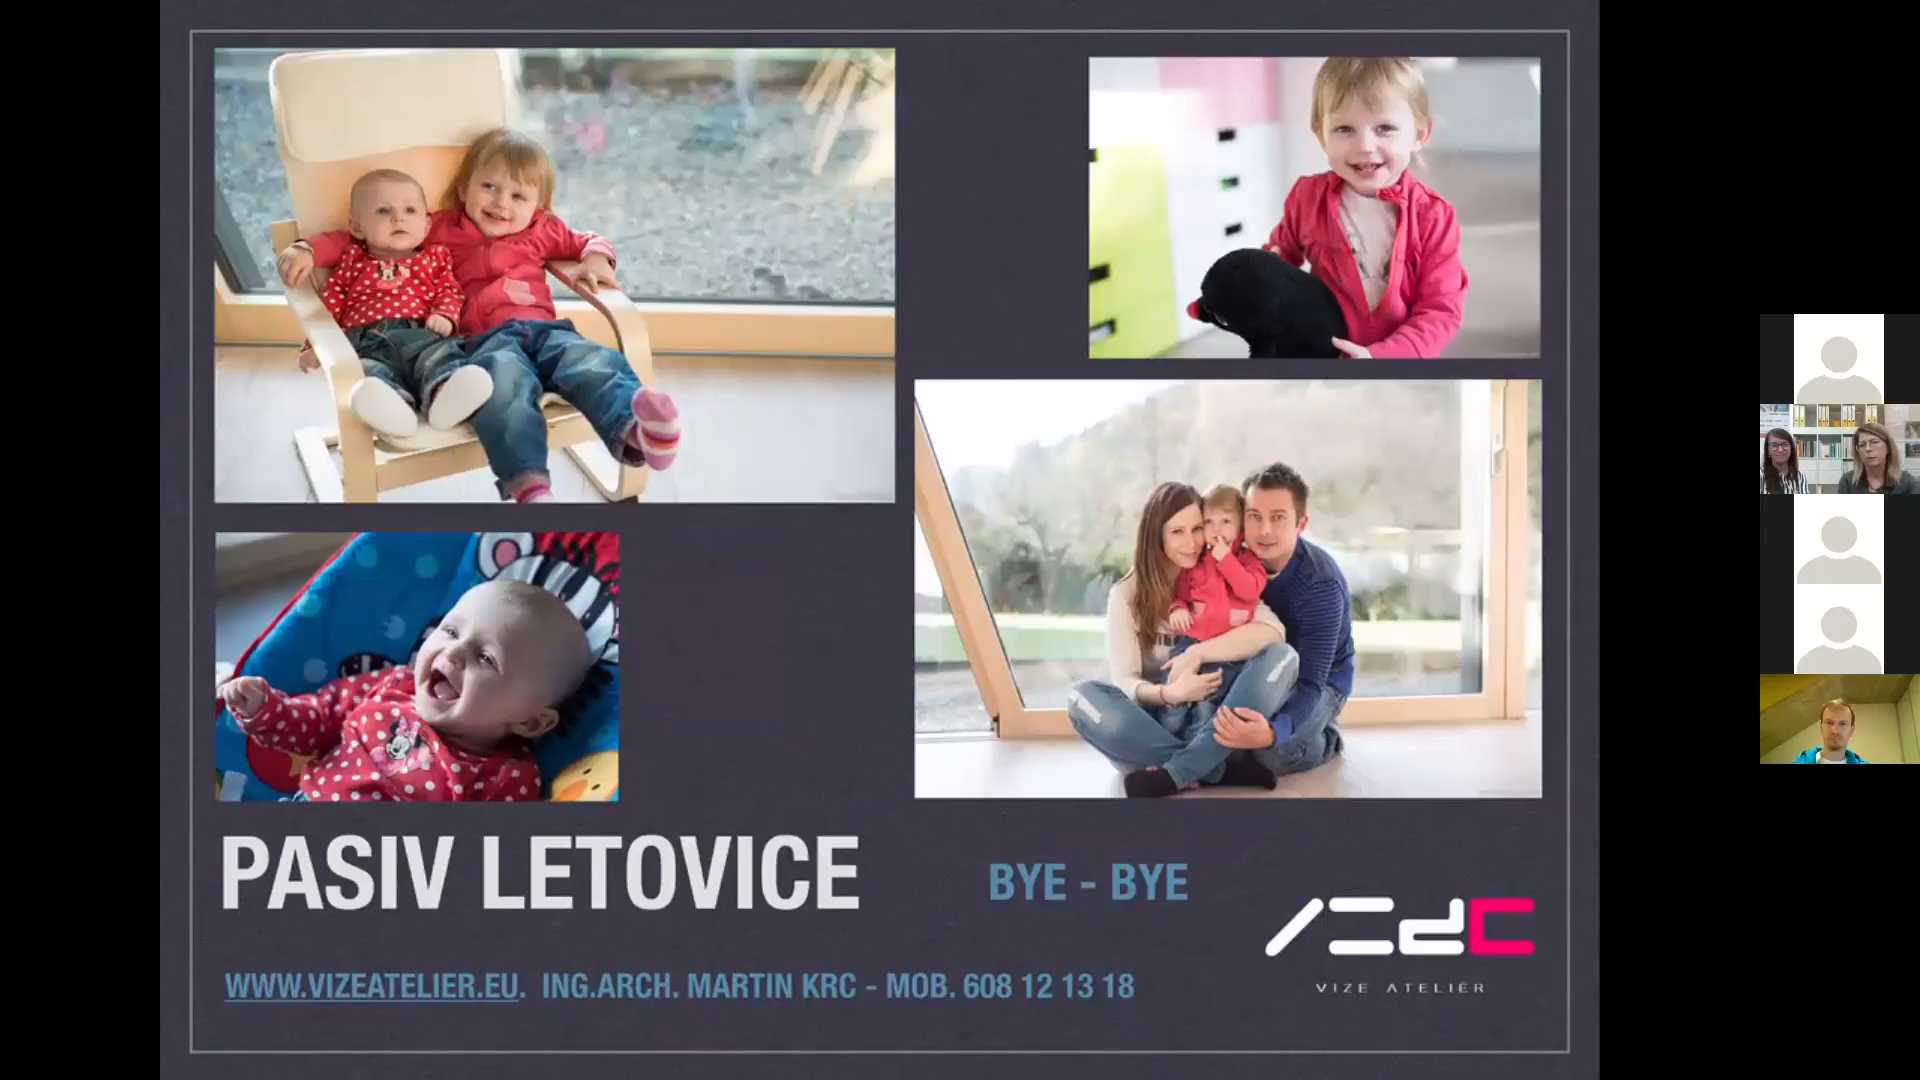 PASIV LETOVICE
BYE - BYE
WWW.VIZEATELIER.EU. ING.ARCH. MARTIN KRC - MOB. 608 12 13 18
VIZE ATELIÉR